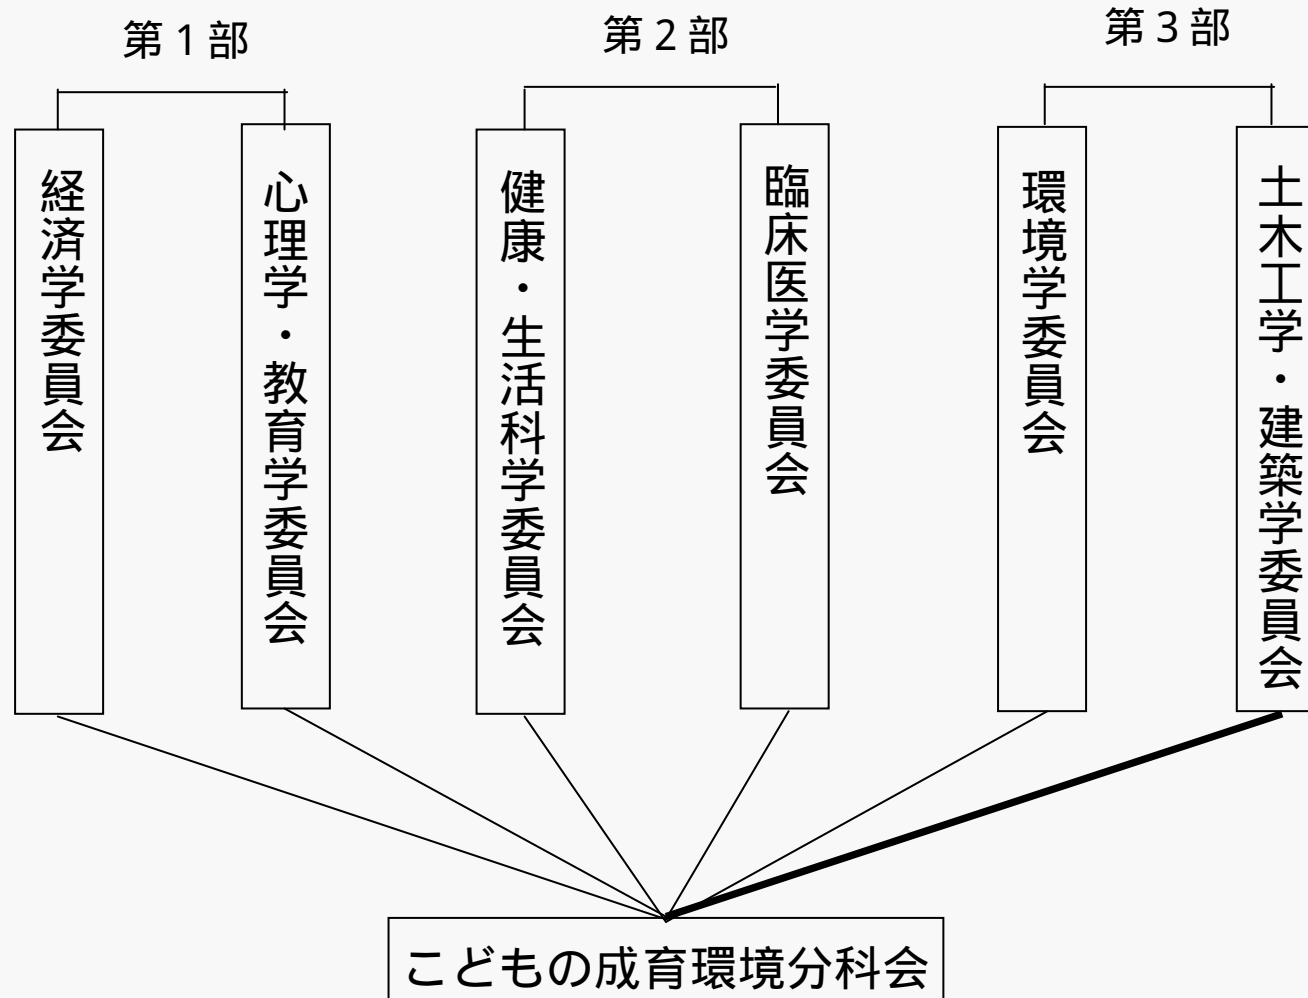 第1部
第2部
第3部
経済学委員会
心理学・教育学委員会
健康・生活科学委員会
臨床医学委員会
環境学委員会
土木工学・建築学委員会
こどもの成育環境分科会